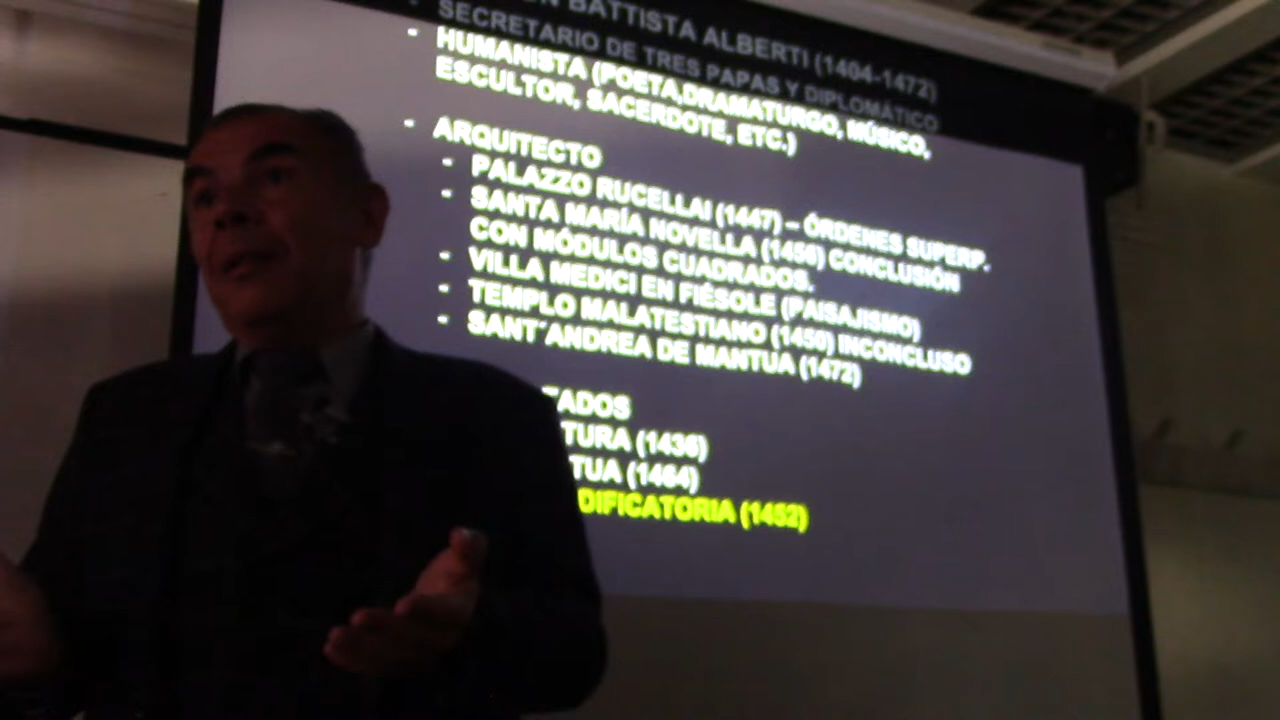 BATTISTA ALBERTI (1404-1472)
- SECRETARIO DE TRES PAPAS Y DIPLOMÁTICO
- HUMANISTA (POETA,DRAMATURGO, MÚSICO,
ESCULTOR, SACERDOTE, ETC.)
- ARQUITECTO
- PALAZZO RUCELLAI (1447) – ÓRDENES SUPERP.
- SANTA MARÍA NOVELLA (1456) CONCLUSIÓN
CON MÓDULOS CUADRADOS.
- VILLA MEDICI EN FIÉSOLE (PAISAJISMO)
- TEMPLO MALATESTIANO (1450) INCONCLUSO
- SANT´ANDREA DE MANTUA (1472)
TADOS
TURA (1436)
TUA (1464)
DIFICATORIA (1452)